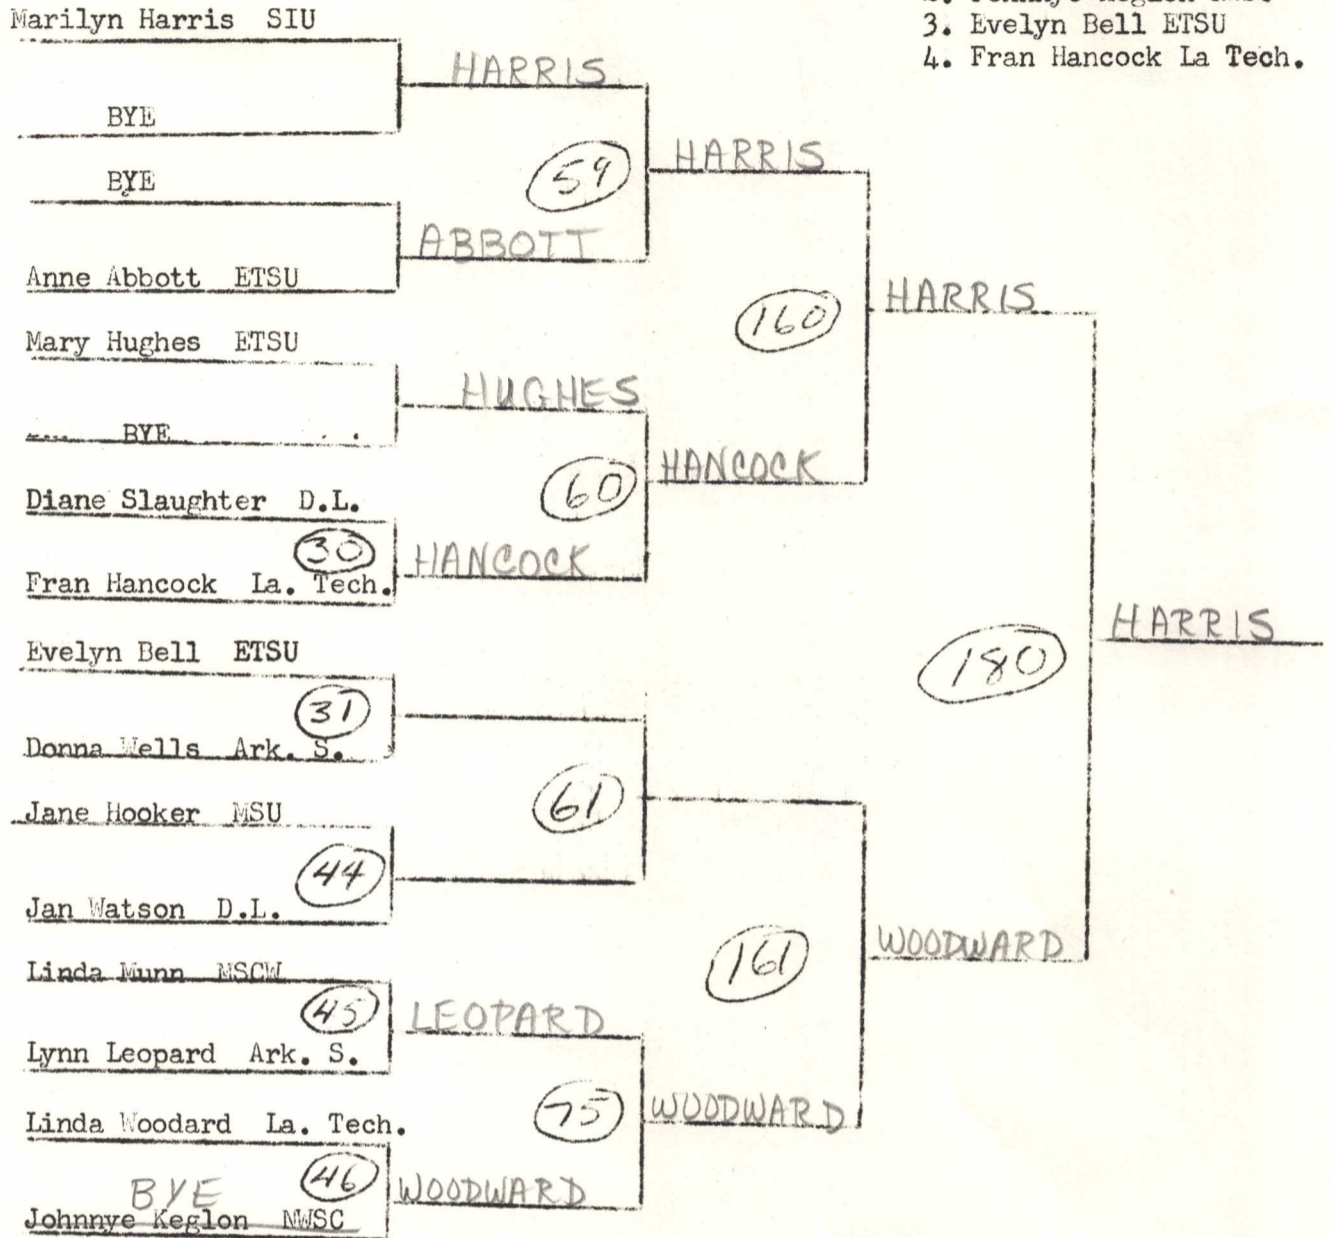 Marilyn Harris SIU
3. Evelyn Bell ETSU
4. Fran Hancock La Tech.
HARRIS
BYE
HARRIS
BYE
59
ABBOTT
Anne Abbott ETSU
HARRIS
160
Mary Hughes ETSU
HUGHES
BYE
HANCOCK
60
Diane Slaughter D.L.
30
HANCOCK
Fran Hancock La. Tech.
HARRIS
Evelyn Bell ETSU
180
31
Donna Wells Ark. S.
61
Jane Hooker MSU
44
Jan Watson D.L.
WOODWARD
161
Linda Munn MSCW
45
LEOPARD
Lynn Leopard Ark. S.
75
WOODWARD
Linda Woodard La. Tech.
46
BYE
WOODWARD
Johnnye Keglon NWSC